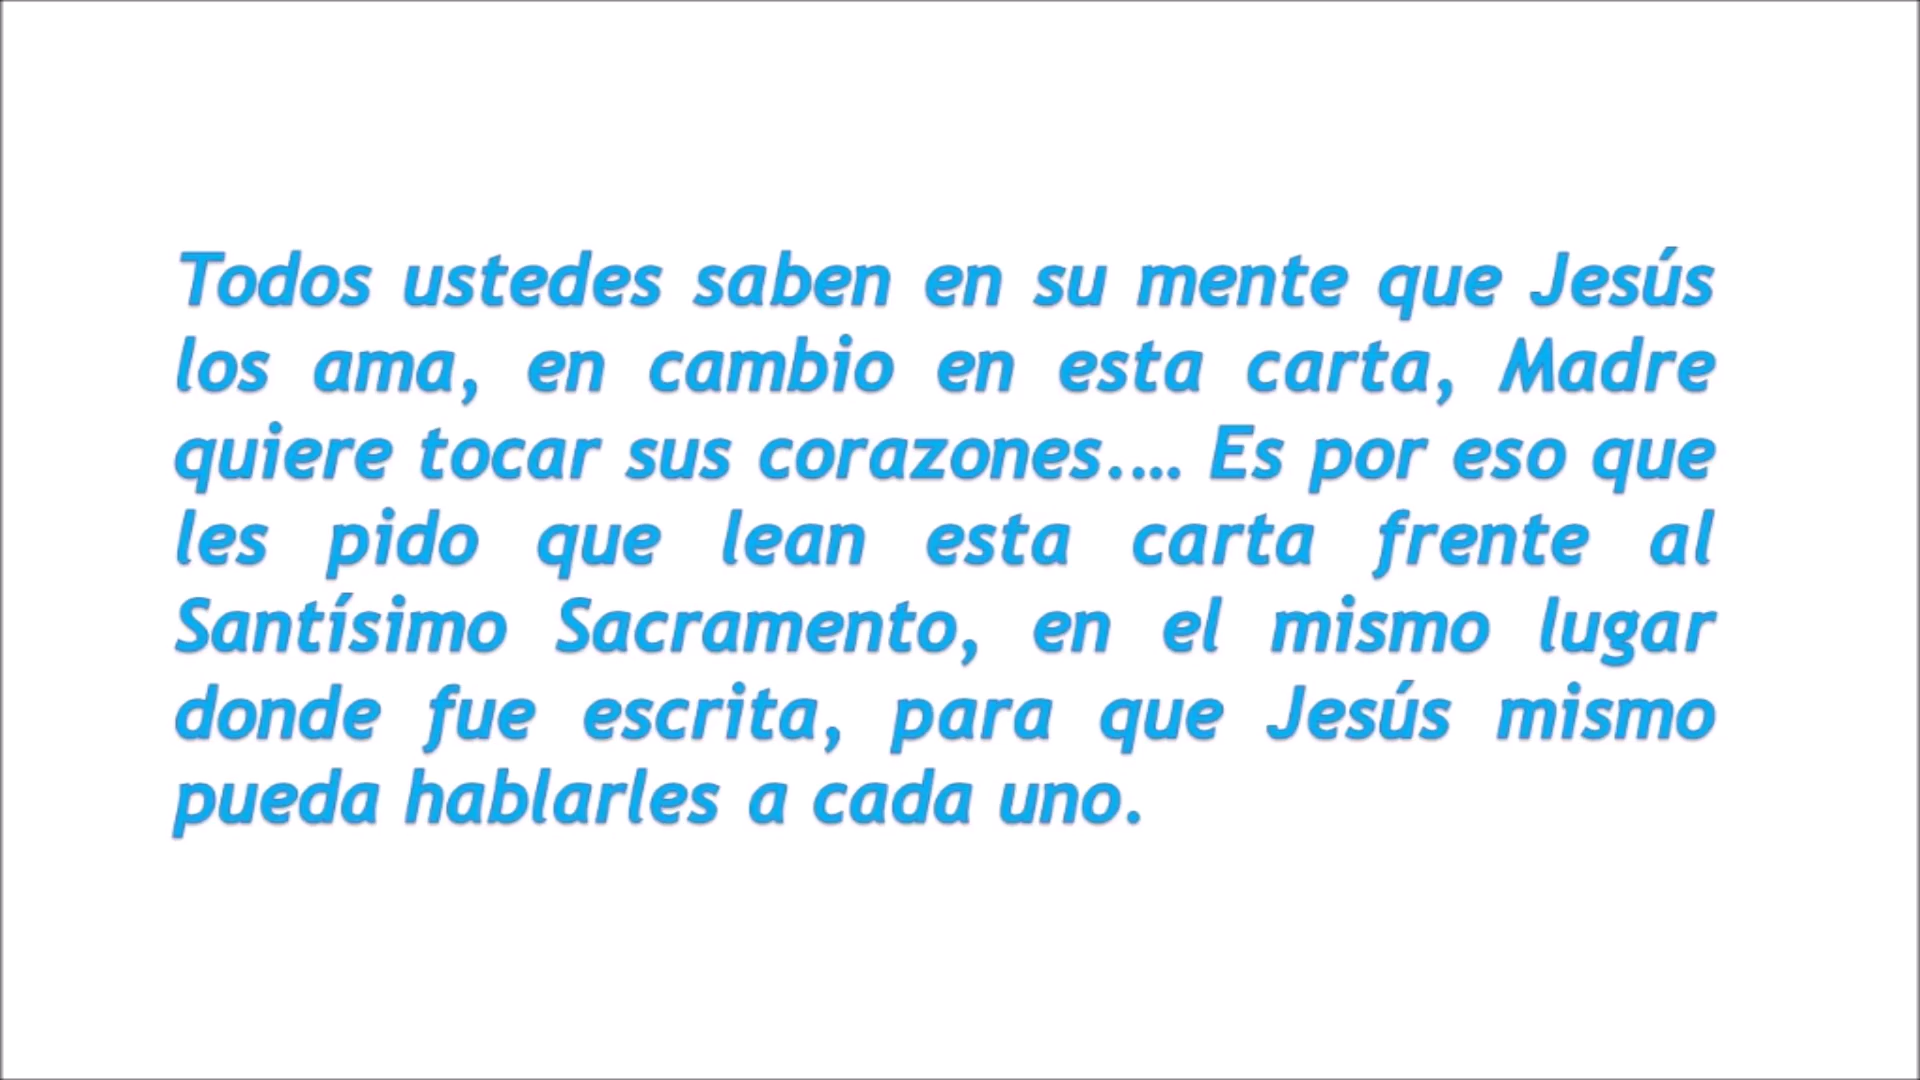 Todos ustedes saben en su mente que Jesús
los ama, en cambio en esta carta, Madre
quiere tocar sus corazones.… Es por eso que
les pido que lean esta carta frente al
Santísimo Sacramento, en el mismo lugar
donde fue escrita, para que Jesús mismo
pueda hablarles a cada uno.